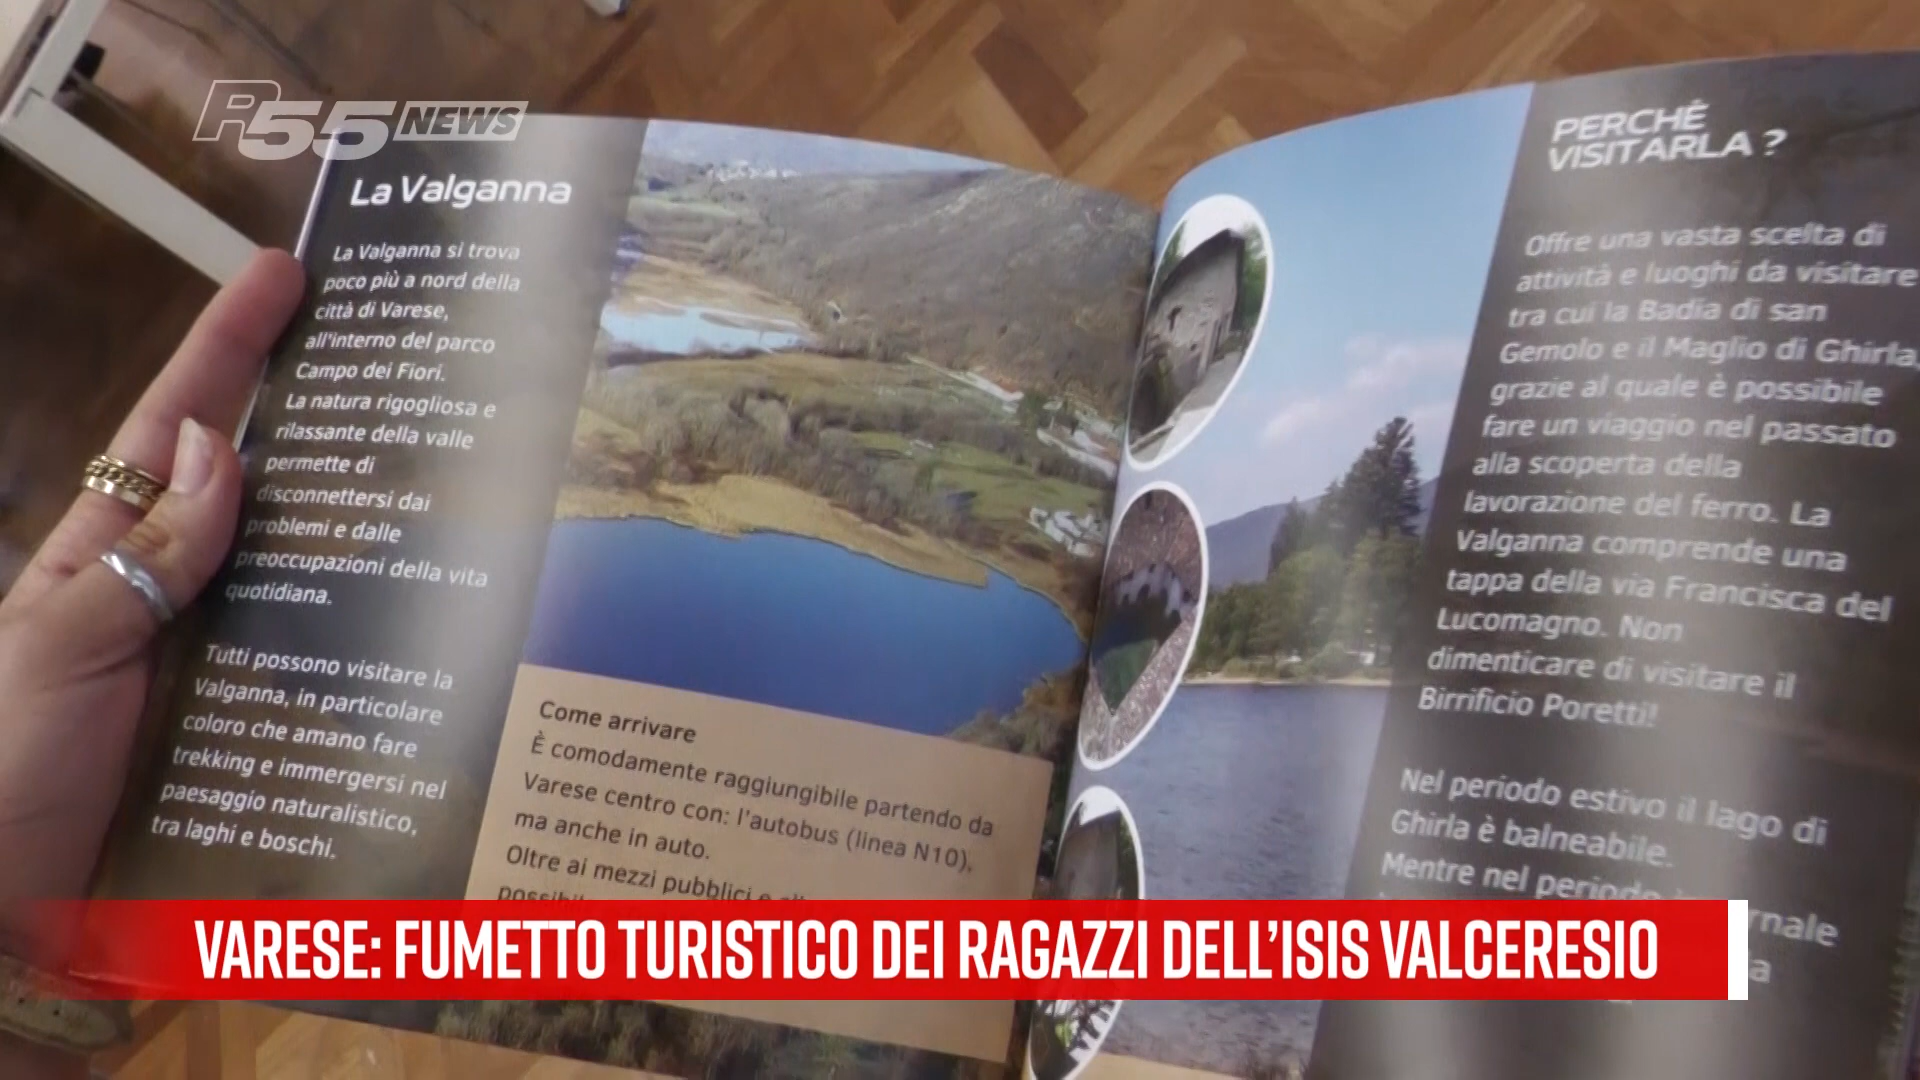 R55 NEWS
La Valganna
La Valganna si trova
poco più a nord della
città di Varese,
all'interno del parco
Campo dei Fiori.
La natura rigogliosa e
rilassante della valle
permette di
disconnettersi dai
problemi e dalle
preoccupazioni della vita
quotidiana.
Tutti possono visitare la
Valganna, in particolare
coloro che amano fare
trekking e immergersi nel
paesaggio naturalistico,
tra laghi e boschi.
Come arrivare
È comodamente raggiungibile partendo da
Varese centro con: l'autobus (linea N10),
ma anche in auto.
Oltre ai mezzi pubblici e
PERCHÈ
VISITARLA ?
Offre una vasta scelta di
attività e luoghi da visitare
tra cui la Badia di san
Gemolo e il Maglio di Ghirla,
grazie al quale è possibile
fare un viaggio nel passato
alla scoperta della
lavorazione del ferro. La
Valganna comprende una
tappa della via Francisca del
Lucomagno. Non
dimenticare di visitare il
Birrificio Poretti!
Nel periodo estivo il lago di
Ghirla è balneabile.
Mentre nel periodo
VARESE: FUMETTO TURISTICO DEI RAGAZZI DELL'ISIS VALCERESIO